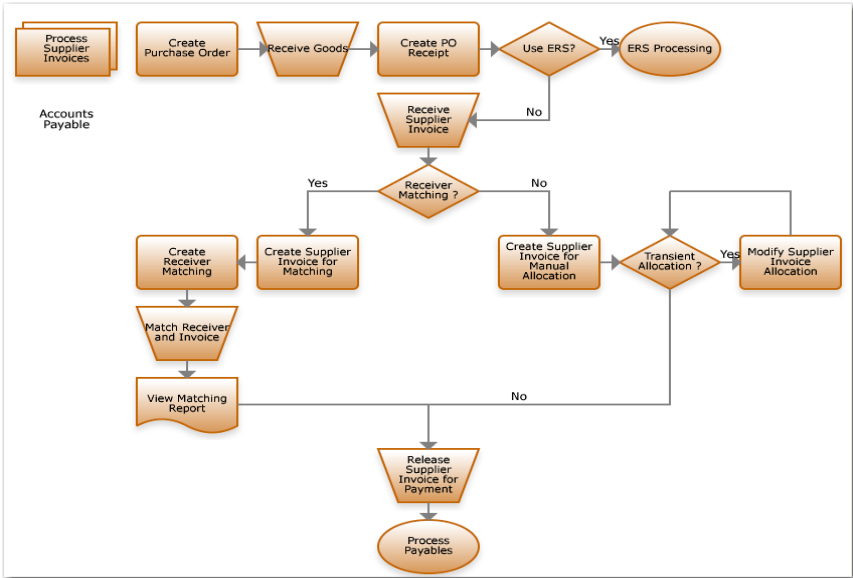 Process
Supplier
Invoices
Create
Purchase Order
Receive Goods
Create PO
Receipt
Use ERS?
Yes
ERS Processing
Accounts
Payable
No
Receive
Supplier
Invoice
Receiver
Matching ?
Yes
No
Create
Receiver
Matching
Create Supplier
Invoice for
Matching
Create Supplier
Invoice for
Manual
Allocation
Transient
Allocation ?
Yes
Modify Supplier
Invoice
Allocation
Match Receiver
and Invoice
View Matching
Report
No
Release
Supplier
Invoice for
Payment
Process
Payables